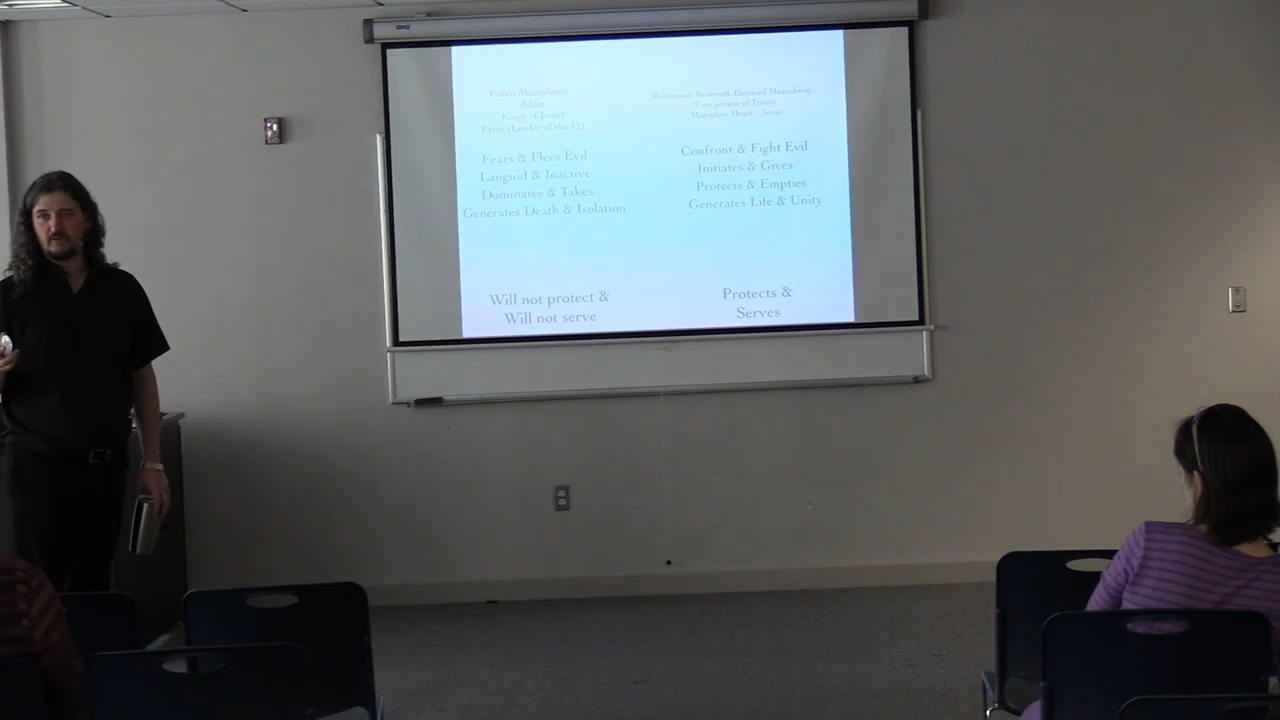 Fallen Masculinity -
Adam
Kings of Israel
Peter (Leader of the 12)
Fears & Flees Evil
Languid & Inactive
Dominates & Takes
Generates Death & Isolation
Will not protect &
Will not serve
Redeemed, Restored, Elevated Masculinity -
First person of Trinity
Masculine Heart - Jesus
Confront & Fight Evil
Initiates & Gives
Protects & Empties
Generates Life & Unity
Protects &
Serves